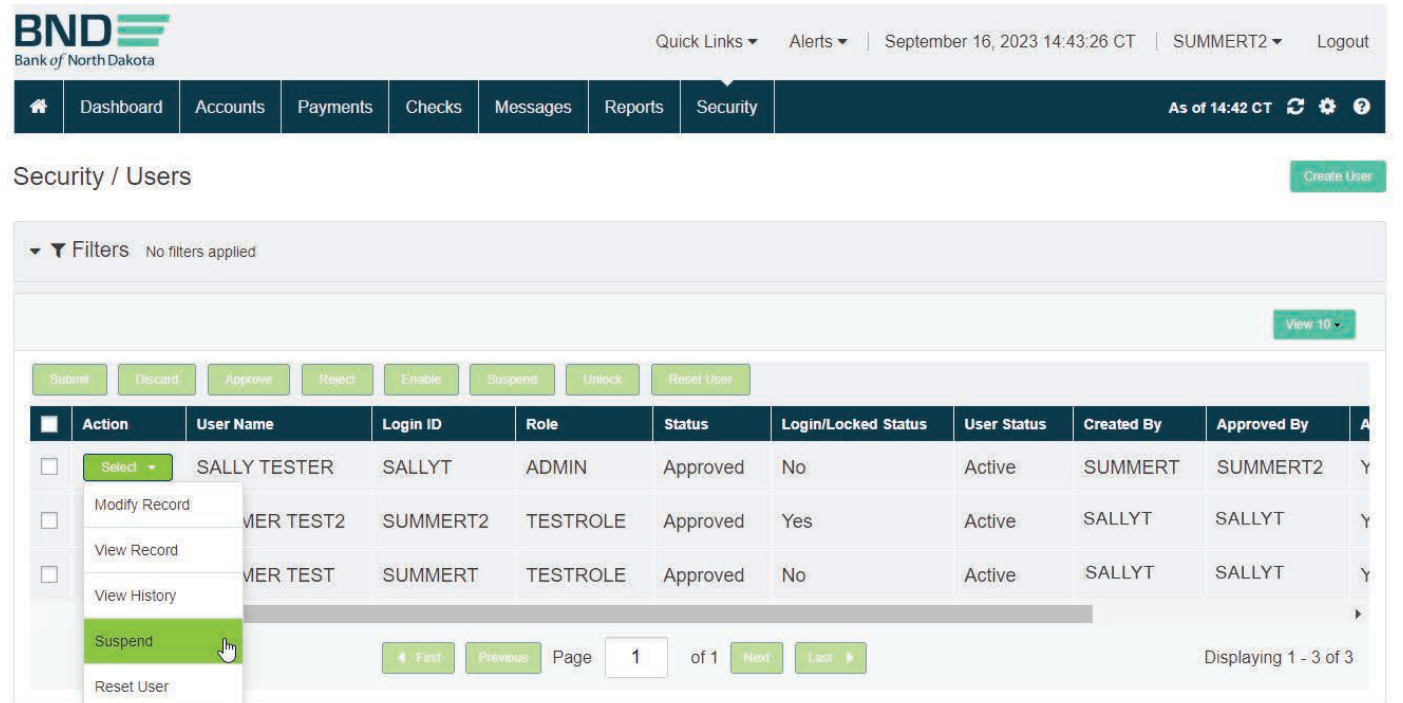 BND
Bank of North Dakota
Quick Links Alerts | September 16, 2023 14:43:26 CT | SUMMERT2 Logout
Dashboard Accounts Payments Checks Messages Reports Security As of 14:42 CT
Security / Users
Create User
Filters No filters applied
View 10
Submit Discard Approve Reject Enable Suspend Unlock Reset User
Action User Name Login ID Role Status Login/Locked Status User Status Created By Approved By A
Select SALLY TESTER SALLYT ADMIN Approved No Active SUMMERT SUMMERT2 Y
Modify Record
MER TEST2 SUMMERT2 TESTROLE Approved Yes Active SALLYT SALLYT Y
View Record
MER TEST SUMMERT TESTROLE Approved No Active SALLYT SALLYT Y
View History
Suspend
First Previous Page 1 of 1 Next Last Displaying 1 - 3 of 3
Reset User